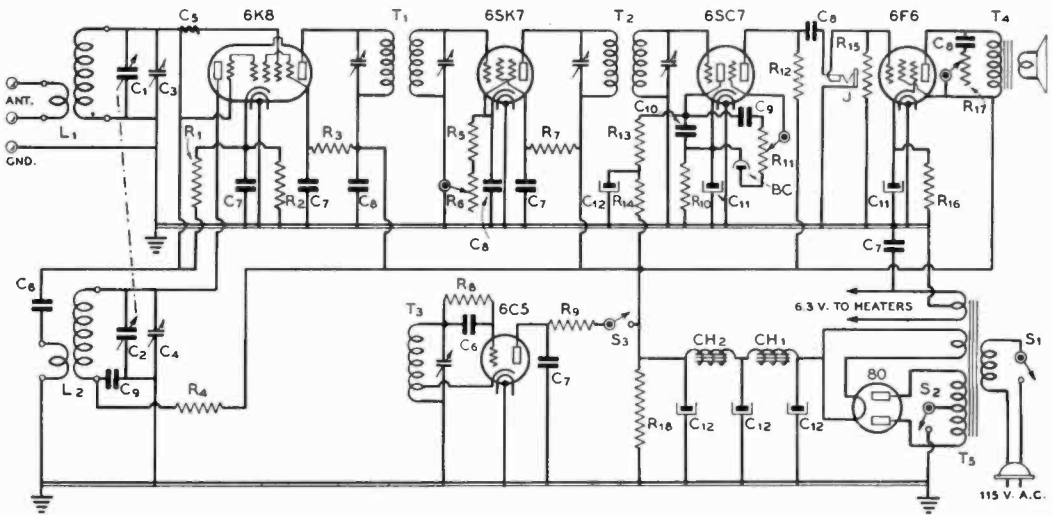 C5
6K8
T1
6SK7
T2
6SC7
C8
6F6
T4
R15
C8
C1
C3
R12
J
R17
ANT.
L1
C10
C9
R1
R3
R5
R7
R13
R11
GND.
BC
C7
R2
C7
C8
R6
C7
C12
R14
R10
C11
C11
R16
C8
C7
C6
R8
T3
6C5
R9
6.3 V. TO HEATERS
C6
S3
S1
C2
C4
CH2
CH1
L2
C9
C7
80
S2
R4
R18
C12
C12
C12
T5
115 V. A.C.